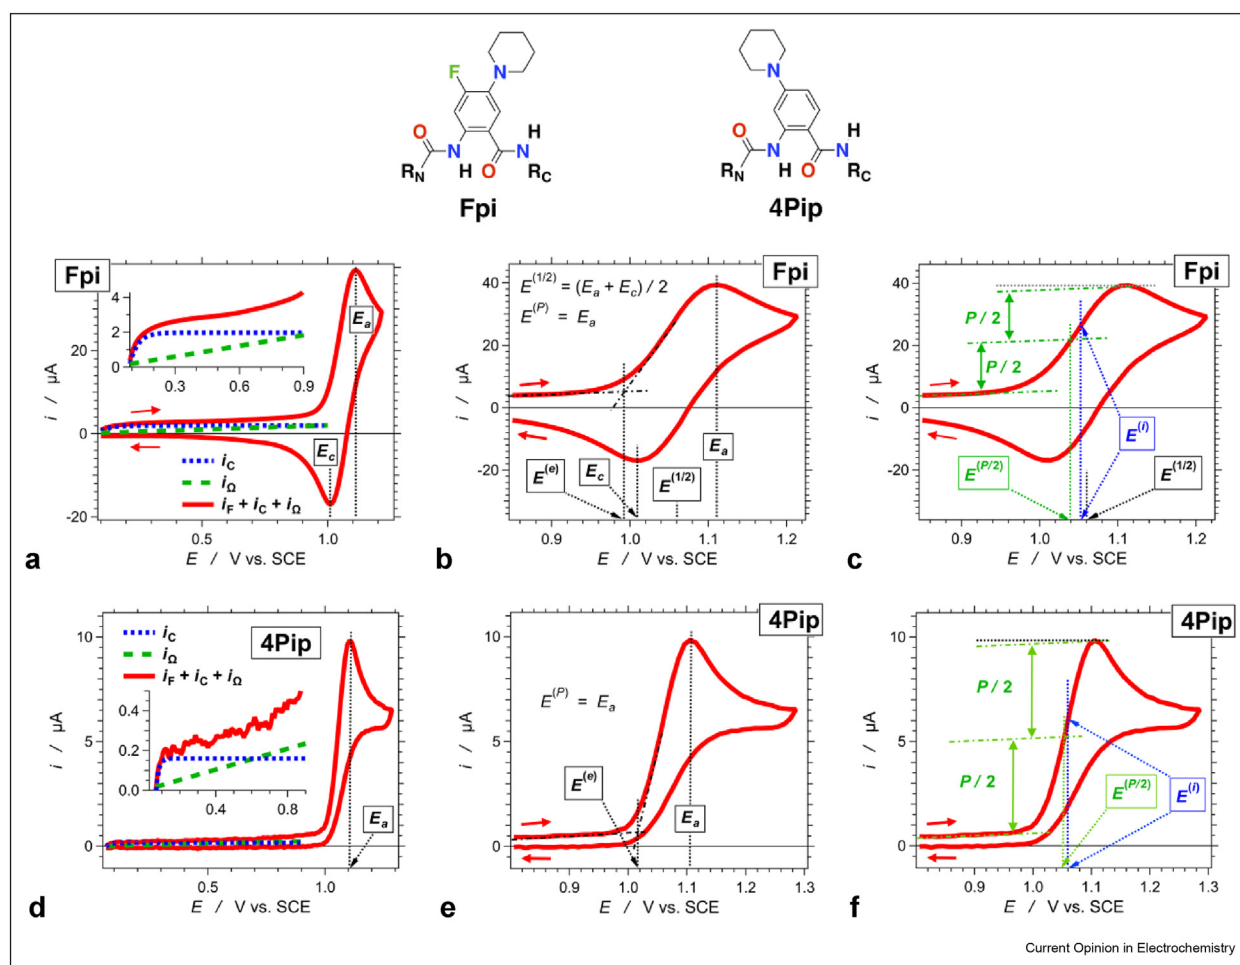 F
N
O
N
H
N
H
O
R_N
R_C
Fpi
N
O
N
H
N
H
O
R_N
R_C
4Pip
Fpi
i / μA
20
0
-20
4
2
0
0.3 0.6 0.9
E_a
E_c
i_C
i_Ω
i_F + i_C + i_Ω
0.5 1.0
E / V vs. SCE
a
Fpi
E^(1/2) = (E_a + E_c) / 2
E^(P) = E_a
i / μA
40
20
0
-20
E^(e)
E_c
E^(1/2)
E_a
0.9 1.0 1.1 1.2
E / V vs. SCE
b
Fpi
i / μA
40
20
0
-20
P / 2
P / 2
E^(P/2)
E^(i)
E^(1/2)
0.9 1.0 1.1 1.2
E / V vs. SCE
c
4Pip
i / μA
10
5
0
i_C
i_Ω
i_F + i_C + i_Ω
0.4
0.2
0.0
0.4 0.8
E_a
0.5 1.0
E / V vs. SCE
d
4Pip
i / μA
10
5
0
E^(P) = E_a
E^(e)
E_a
0.9 1.0 1.1 1.2
E / V vs. SCE
e
4Pip
i / μA
10
5
0
P / 2
P / 2
E^(P/2)
E^(i)
0.9 1.0 1.1 1.2 1.3
E / V vs. SCE
f
Current Opinion in Electrochemistry